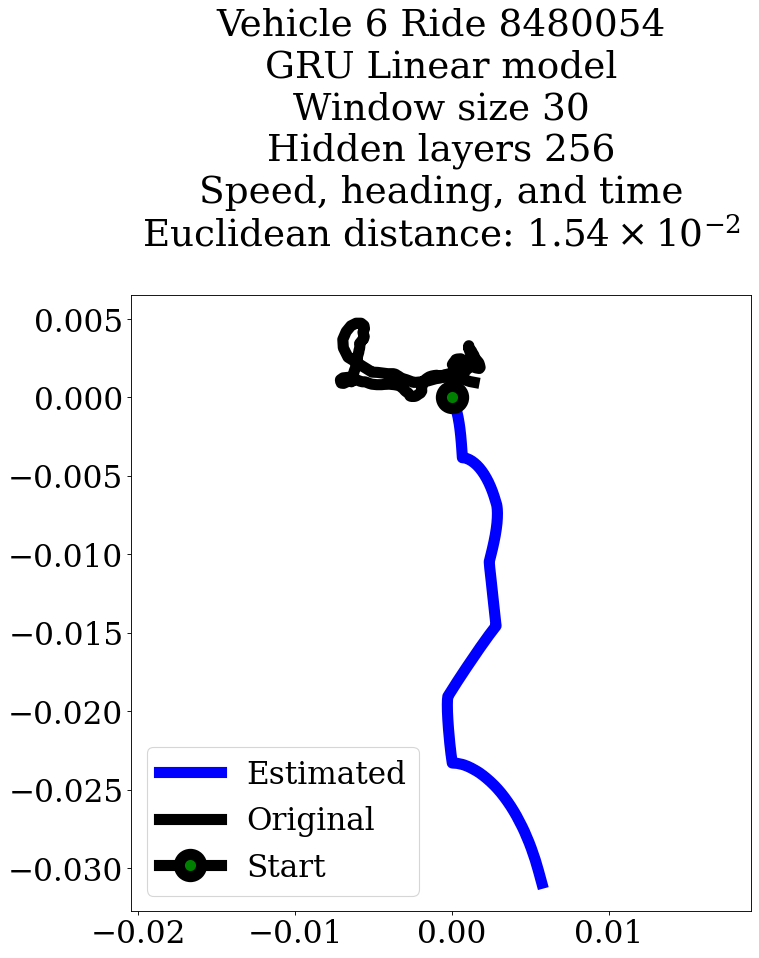 Vehicle 6 Ride 8480054
GRU Linear model
Window size 30
Hidden layers 256
Speed, heading, and time
Euclidean distance: 1.54 × 10⁻²
0.005
0.000
−0.005
−0.010
−0.015
−0.020
−0.025
−0.030
Estimated
Original
Start
−0.02
−0.01
0.00
0.01